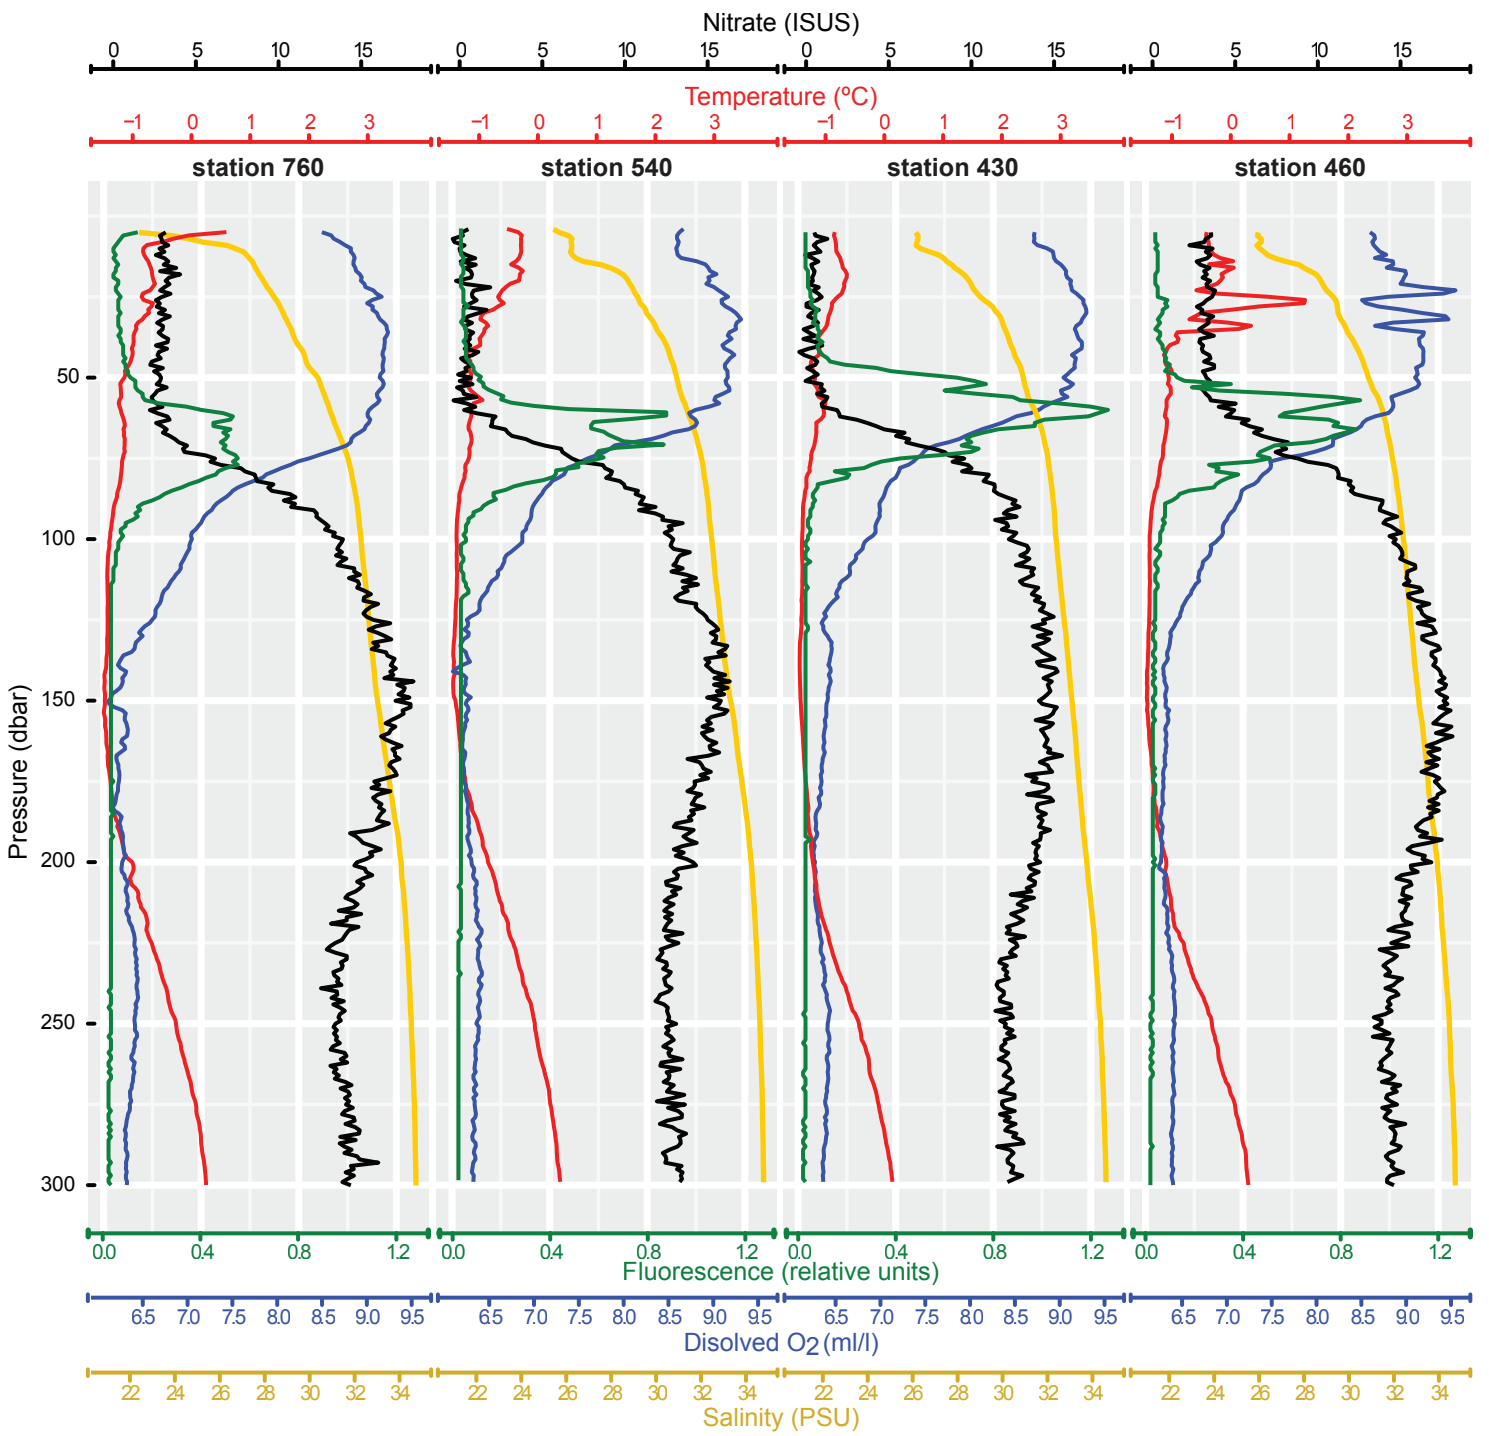 Nitrate (ISUS)
0 5 10 15 0 5 10 15 0 5 10 15 0 5 10 15
Temperature (ºC)
−1 0 1 2 3 −1 0 1 2 3 −1 0 1 2 3 −1 0 1 2 3
station 760 station 540 station 430 station 460
Pressure (dbar)
50
100
150
200
250
300
0.0 0.4 0.8 1.2 0.0 0.4 0.8 1.2 0.0 0.4 0.8 1.2 0.0 0.4 0.8 1.2
Fluorescence (relative units)
6.5 7.0 7.5 8.0 8.5 9.0 9.5 6.5 7.0 7.5 8.0 8.5 9.0 9.5 6.5 7.0 7.5 8.0 8.5 9.0 9.5 6.5 7.0 7.5 8.0 8.5 9.0 9.5
Disolved O2 (ml/l)
22 24 26 28 30 32 34 22 24 26 28 30 32 34 22 24 26 28 30 32 34 22 24 26 28 30 32 34
Salinity (PSU)